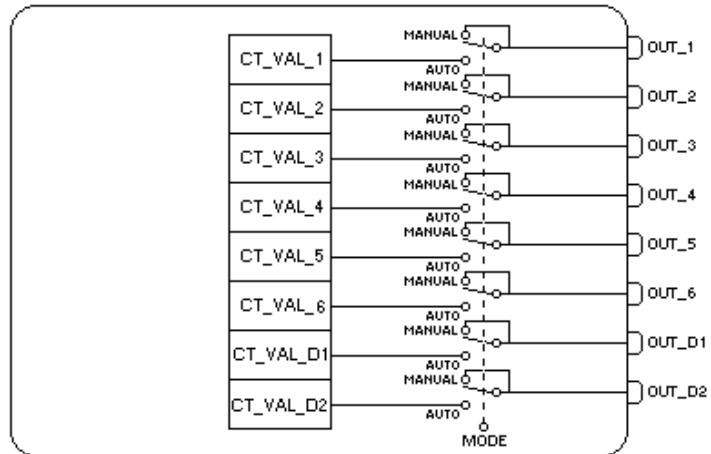 MANUAL
CT_VAL_1
AUTO
OUT_1
MANUAL
CT_VAL_2
AUTO
OUT_2
MANUAL
CT_VAL_3
AUTO
OUT_3
MANUAL
CT_VAL_4
AUTO
OUT_4
MANUAL
CT_VAL_5
AUTO
OUT_5
MANUAL
CT_VAL_6
AUTO
OUT_6
MANUAL
CT_VAL_D1
AUTO
OUT_D1
MANUAL
CT_VAL_D2
AUTO
OUT_D2
MODE